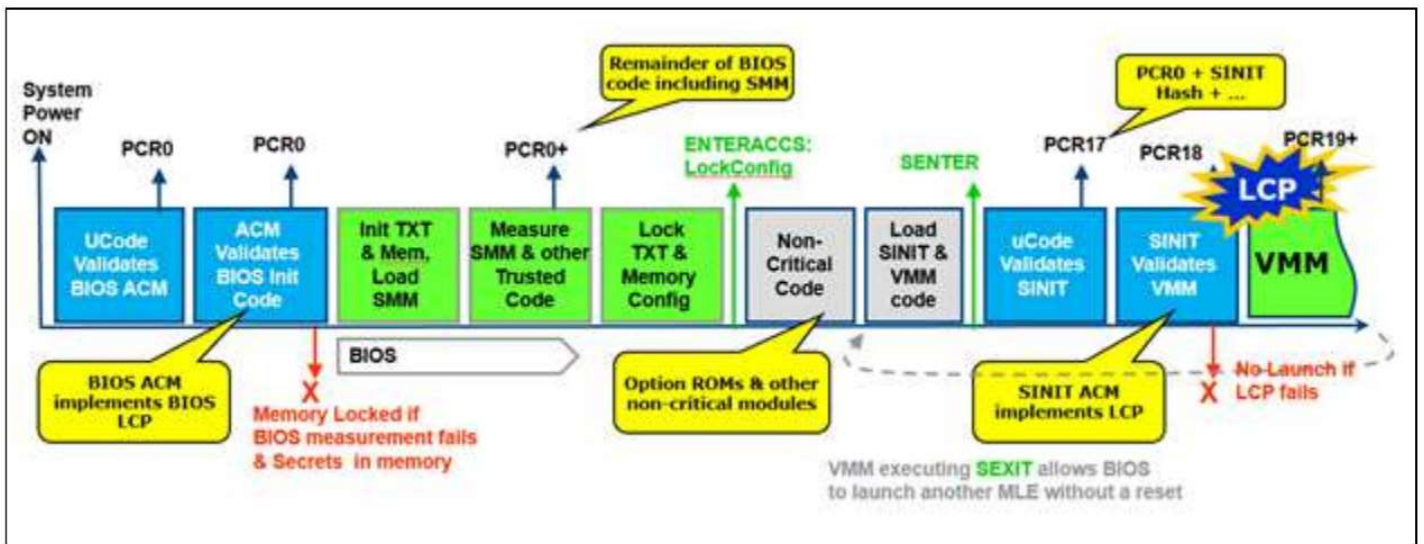 System
Power
ON
PCR0
PCR0
PCR0+
Remainder of BIOS
code including SMM
ENTERACCS:
LockConfig
SENTER
PCR17
PCR0 + SINIT
Hash + ...
PCR18
PCR19+
LCP
UCode
Validates
BIOS ACM
ACM
Validates
BIOS Init
Code
Init TXT
& Mem,
Load
SMM
Measure
SMM & other
Trusted
Code
Lock
TXT &
Memory
Config
Non-
Critical
Code
Load
SINIT &
VMM
code
uCode
Validates
SINIT
SINIT
Validates
VMM
VMM
BIOS ACM
implements BIOS
LCP
X
Memory Locked if
BIOS measurement fails
& Secrets in memory
BIOS
Option ROMs & other
non-critical modules
SINIT ACM
implements LCP
X
No Launch if
LCP fails
VMM executing SEXIT allows BIOS
to launch another MLE without a reset